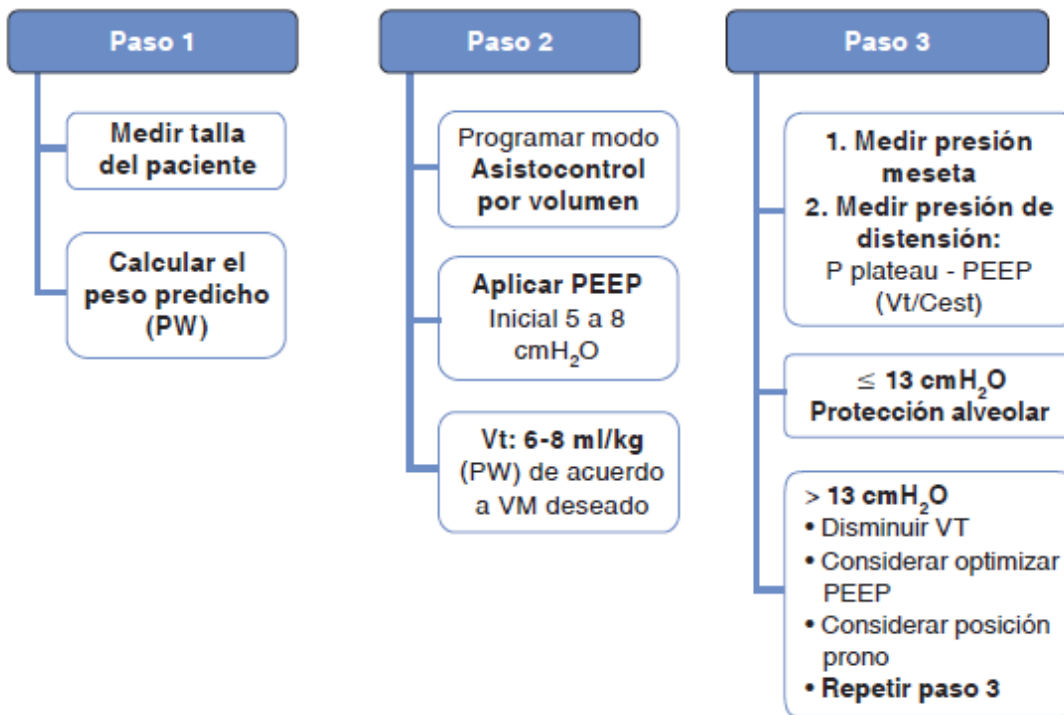 Paso 1
Medir talla
del paciente
Calcular el
peso predicho
(PW)
Paso 2
Programar modo
Asistocontrol
por volumen
Aplicar PEEP
Inicial 5 a 8
cmH₂O
Vt: 6-8 ml/kg
(PW) de acuerdo
a VM deseado
Paso 3
1. Medir presión
meseta
2. Medir presión de
distensión:
P plateau - PEEP
(Vt/Cest)
≤ 13 cmH₂O
Protección alveolar
> 13 cmH₂O
• Disminuir VT
• Considerar optimizar
PEEP
• Considerar posición
prono
• Repetir paso 3